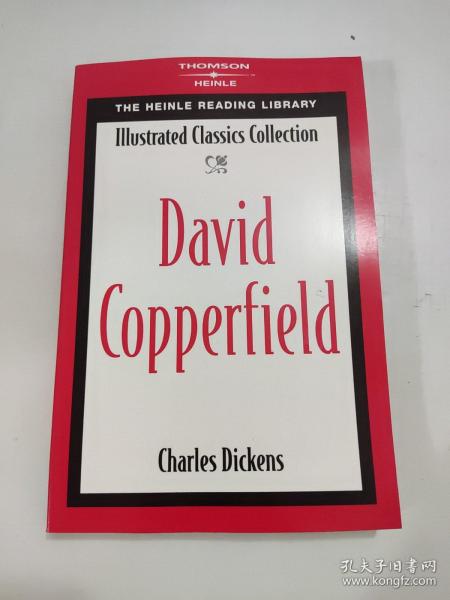 THOMSON
HEINLE
THE HEINLE READING LIBRARY
Illustrated Classics Collection
David
Copperfield
Charles Dickens
孔夫子旧书网
www.kongfz.com